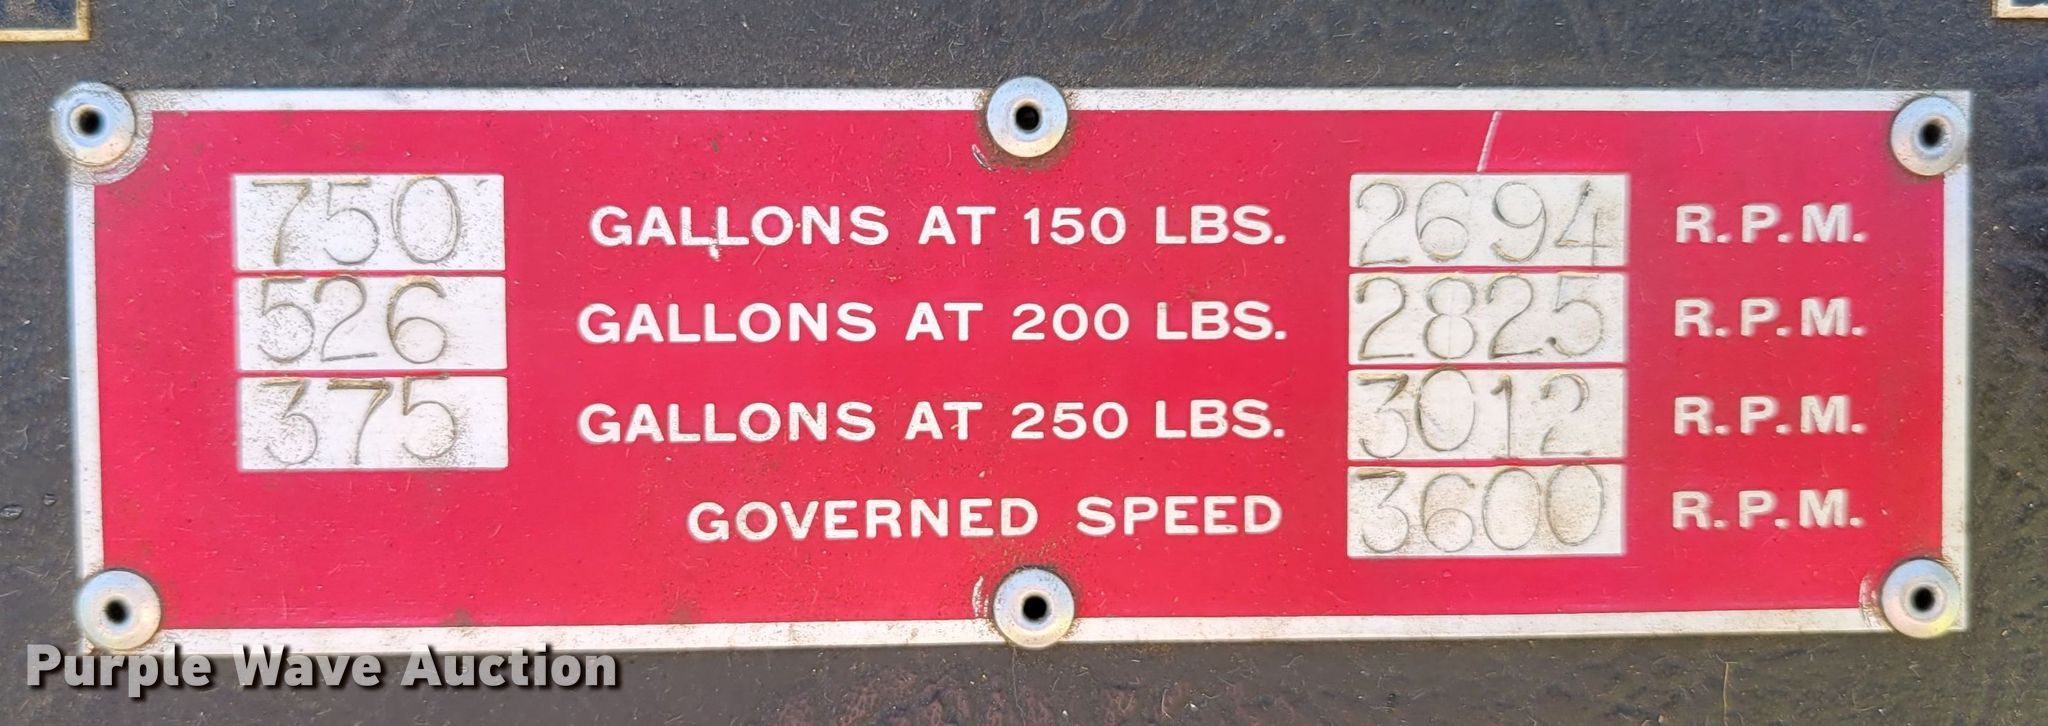 750 GALLONS AT 150 LBS. 2694 R.P.M.
526 GALLONS AT 200 LBS. 2825 R.P.M.
375 GALLONS AT 250 LBS. 3012 R.P.M.
GOVERNED SPEED 3600 R.P.M.
Purple Wave Auction